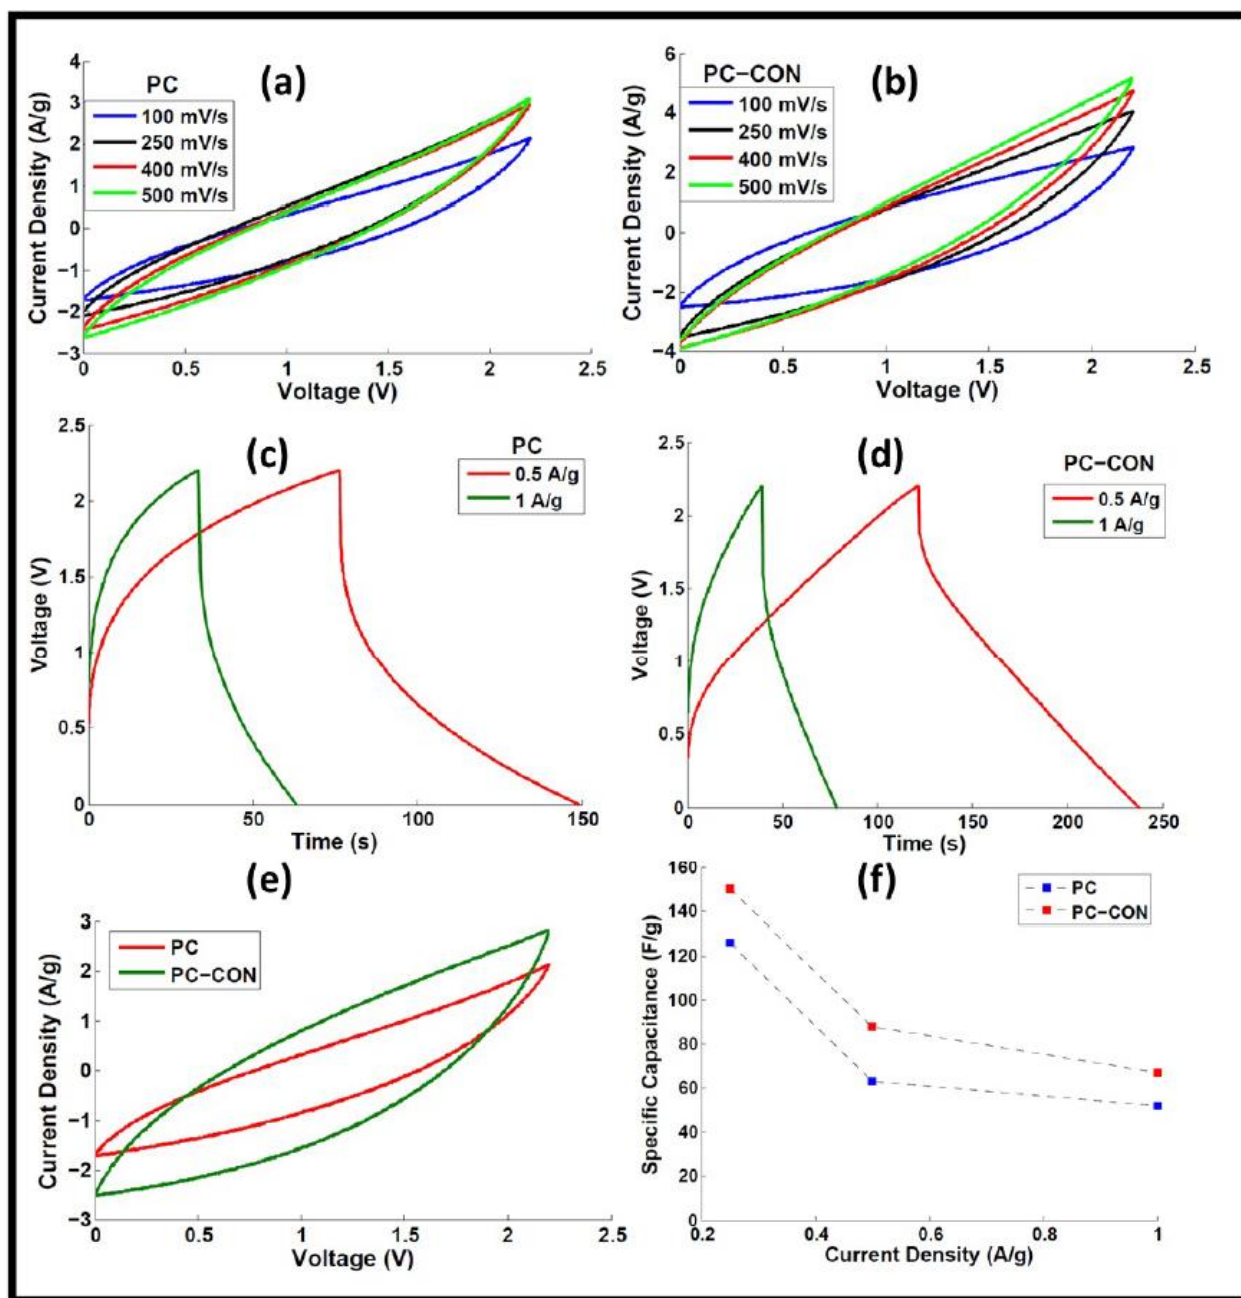 (a)
PC
100 mV/s
250 mV/s
400 mV/s
500 mV/s
Current Density (A/g)
4
3
2
1
0
−1
−2
−3
0
0.5
1
1.5
2
2.5
Voltage (V)
(b)
PC−CON
100 mV/s
250 mV/s
400 mV/s
500 mV/s
Current Density (A/g)
6
4
2
0
−2
−4
0
0.5
1
1.5
2
2.5
Voltage (V)
(c)
PC
0.5 A/g
1 A/g
Voltage (V)
2.5
2
1.5
1
0.5
0
0
50
100
150
Time (s)
(d)
PC−CON
0.5 A/g
1 A/g
Voltage (V)
2.5
2
1.5
1
0.5
0
0
50
100
150
200
250
Time (s)
(e)
PC
PC−CON
Current Density (A/g)
3
2
1
0
−1
−2
−3
0
0.5
1
1.5
2
2.5
Voltage (V)
(f)
PC
PC−CON
Specific Capacitance (F/g)
160
140
120
100
80
60
40
20
0
0.2
0.4
0.6
0.8
1
Current Density (A/g)